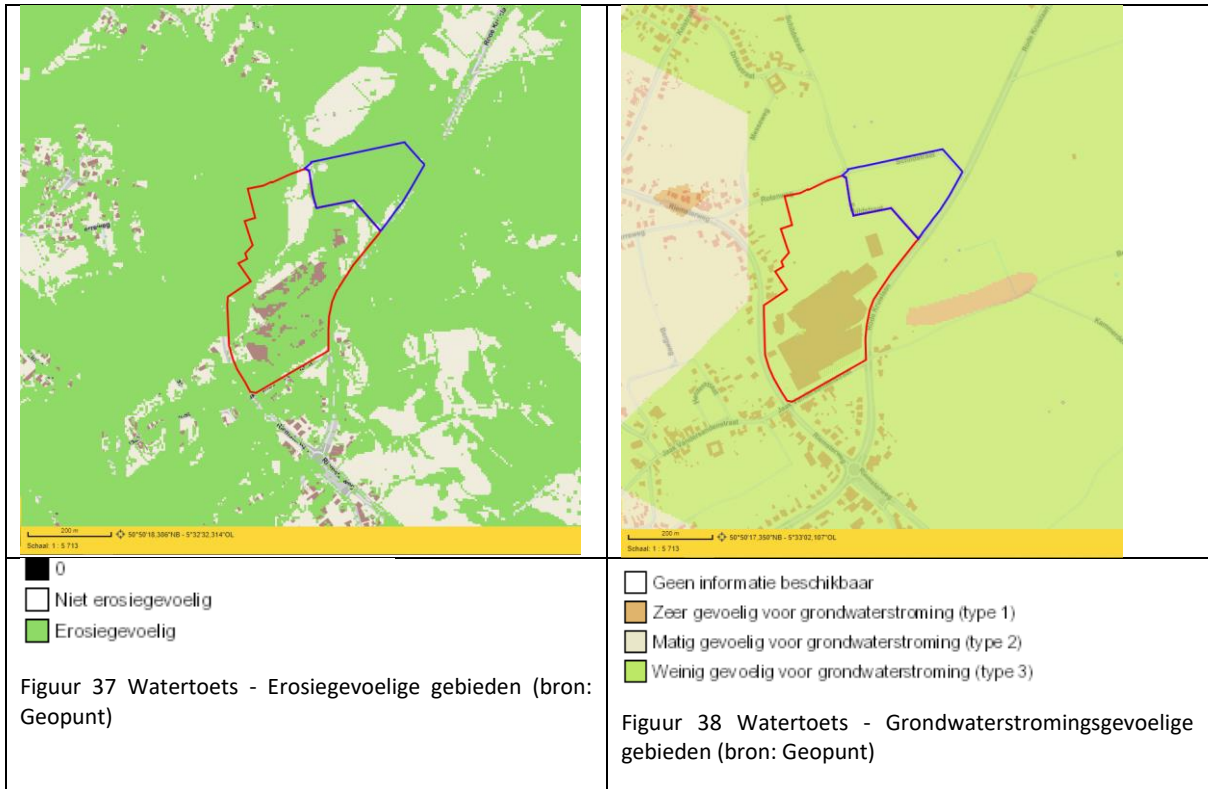 200 m
50°50'18,386"NB - 5°32'32,314"OL
Schaal: 1 : 5 713
200 m
50°50'17,350"NB - 5°33'02,107"OL
Schaal: 1 : 5 713
0
Niet erosiegevoelig
Erosiegevoelig
Figuur 37 Watertoets - Erosiegevoelige gebieden (bron:
Geopunt)
Geen informatie beschikbaar
Zeer gevoelig voor grondwaterstroming (type 1)
Matig gevoelig voor grondwaterstroming (type 2)
Weinig gevoelig voor grondwaterstroming (type 3)
Figuur 38 Watertoets - Grondwaterstromingsgevoelige
gebieden (bron: Geopunt)